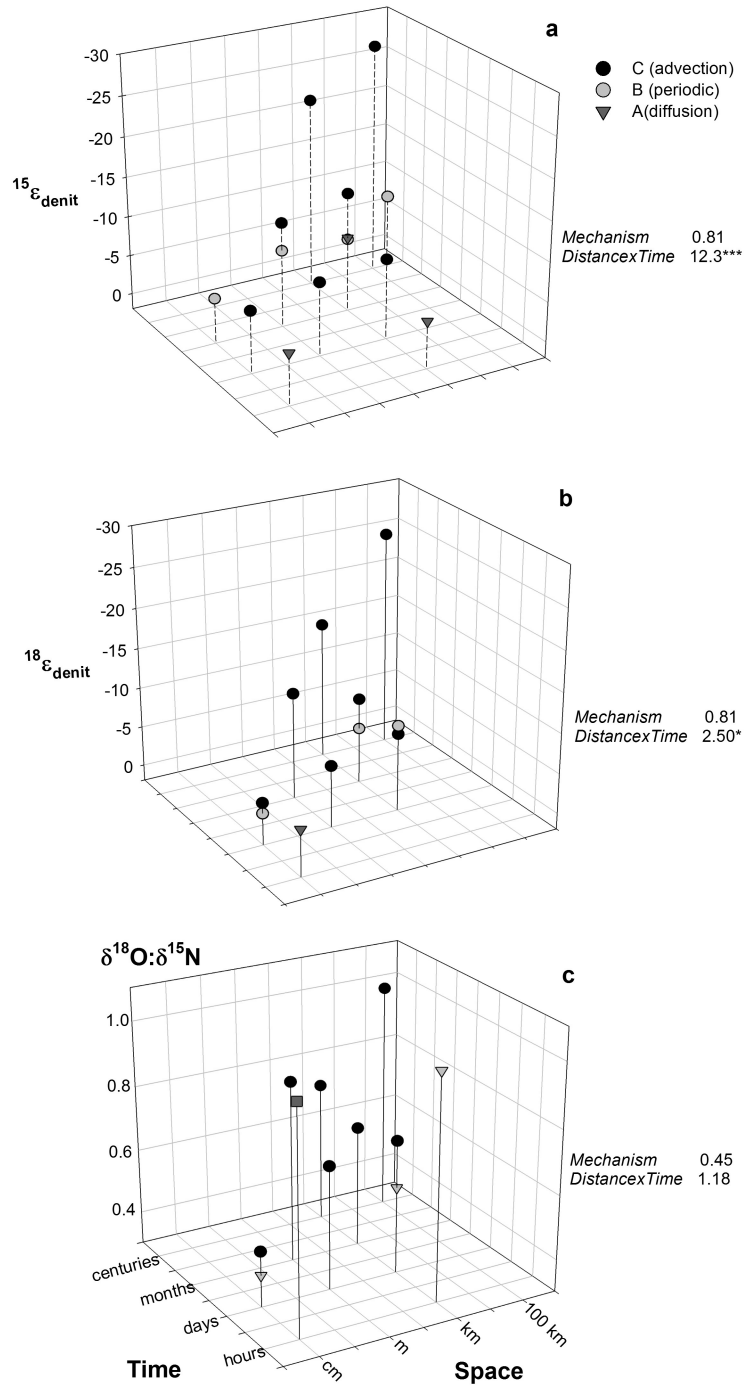 a
-30
-25
-20
-15
-10
-5
0
¹⁵εdenit
C (advection)
B (periodic)
A(diffusion)
Mechanism 0.81
DistancexTime 12.3***
b
-30
-25
-20
-15
-10
-5
0
¹⁸εdenit
Mechanism 0.81
DistancexTime 2.50*
δ¹⁸O:δ¹⁵N
c
1.0
0.8
0.6
0.4
Mechanism 0.45
DistancexTime 1.18
centuries
months
days
hours
Time
cm
m
km
100 km
Space